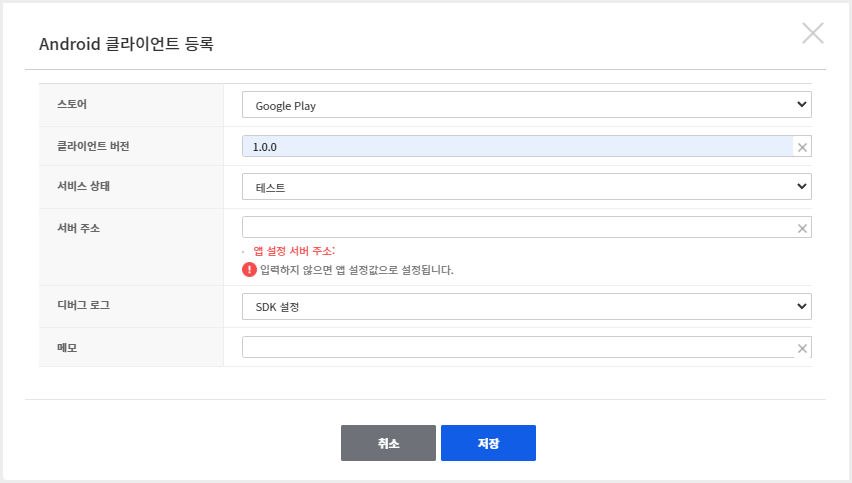 Android 클라이언트 등록
스토어
Google Play
클라이언트 버전
1.0.0
서비스 상태
테스트
서버 주소
· 앱 설정 서버 주소:
입력하지 않으면 앱 설정값으로 설정됩니다.
디버그 로그
SDK 설정
메모
취소
저장